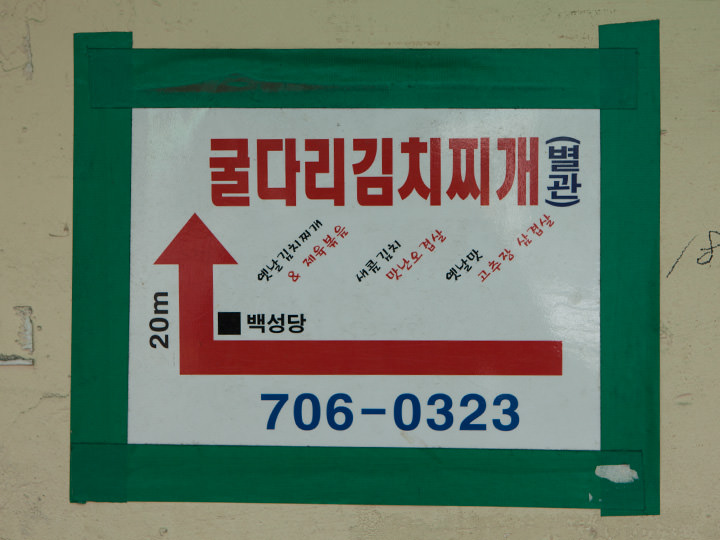 굴다리김치찌개(별관)
옛날김치찌개
& 제육볶음
새콤김치
맛난오겹살
옛날맛
고추장 삼겹살
20m
백성당
706-0323